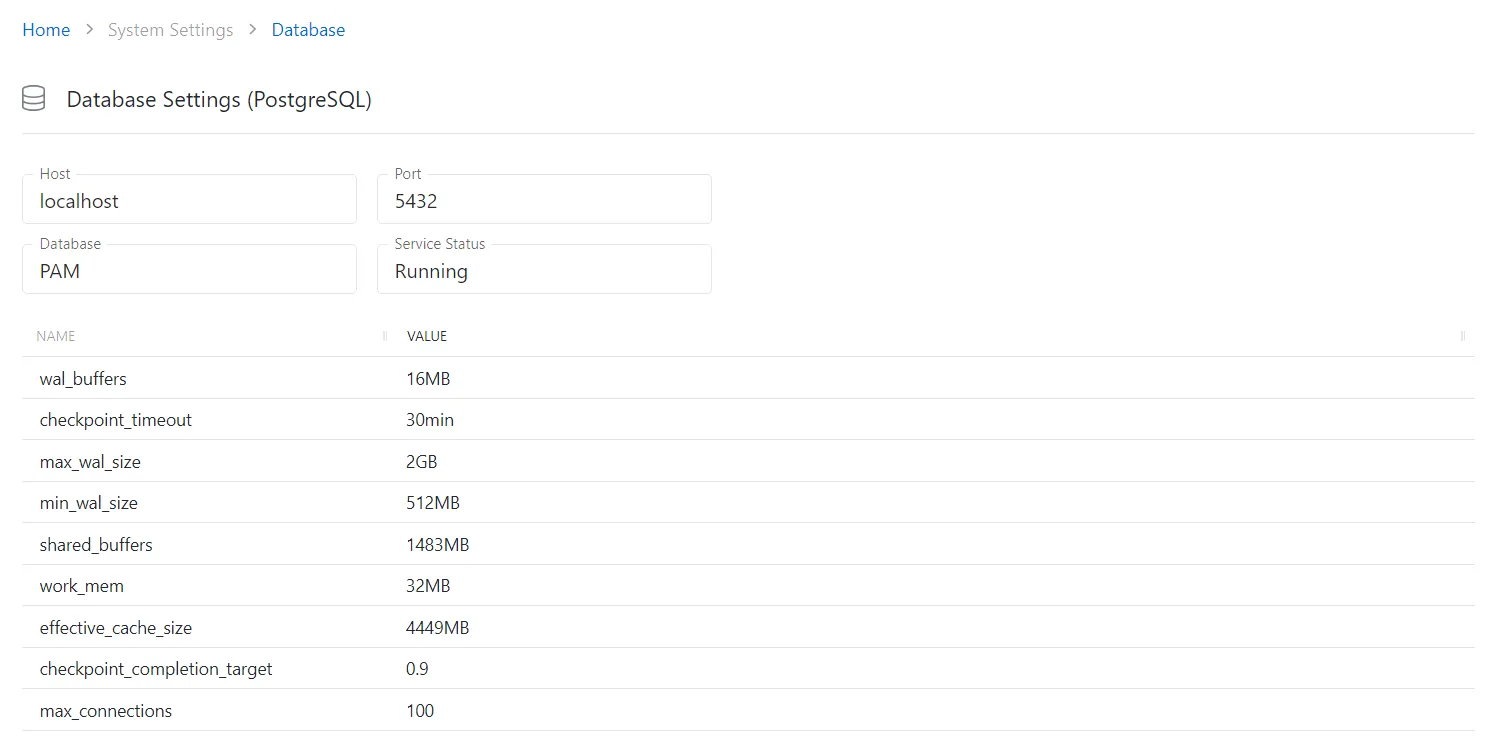 Home > System Settings > Database
Database Settings (PostgreSQL)
Host Port
localhost 5432
Database Service Status
PAM Running
NAME VALUE
wal_buffers 16MB
checkpoint_timeout 30min
max_wal_size 2GB
min_wal_size 512MB
shared_buffers 1483MB
work_mem 32MB
effective_cache_size 4449MB
checkpoint_completion_target 0.9
max_connections 100